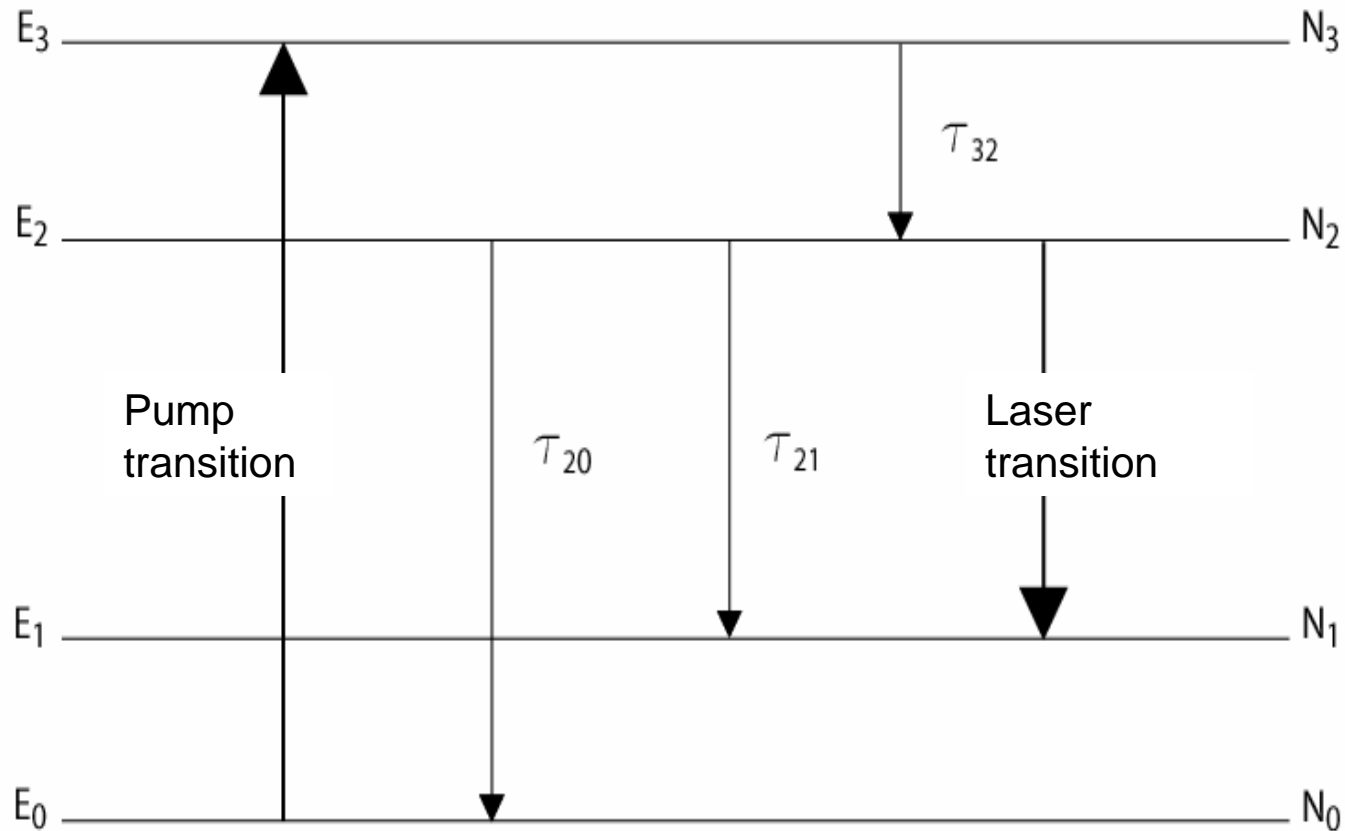 E₃ N₃
τ₃₂
E₂ N₂
Pump
transition
τ₂₀
τ₂₁
Laser
transition
E₁ N₁
E₀ N₀